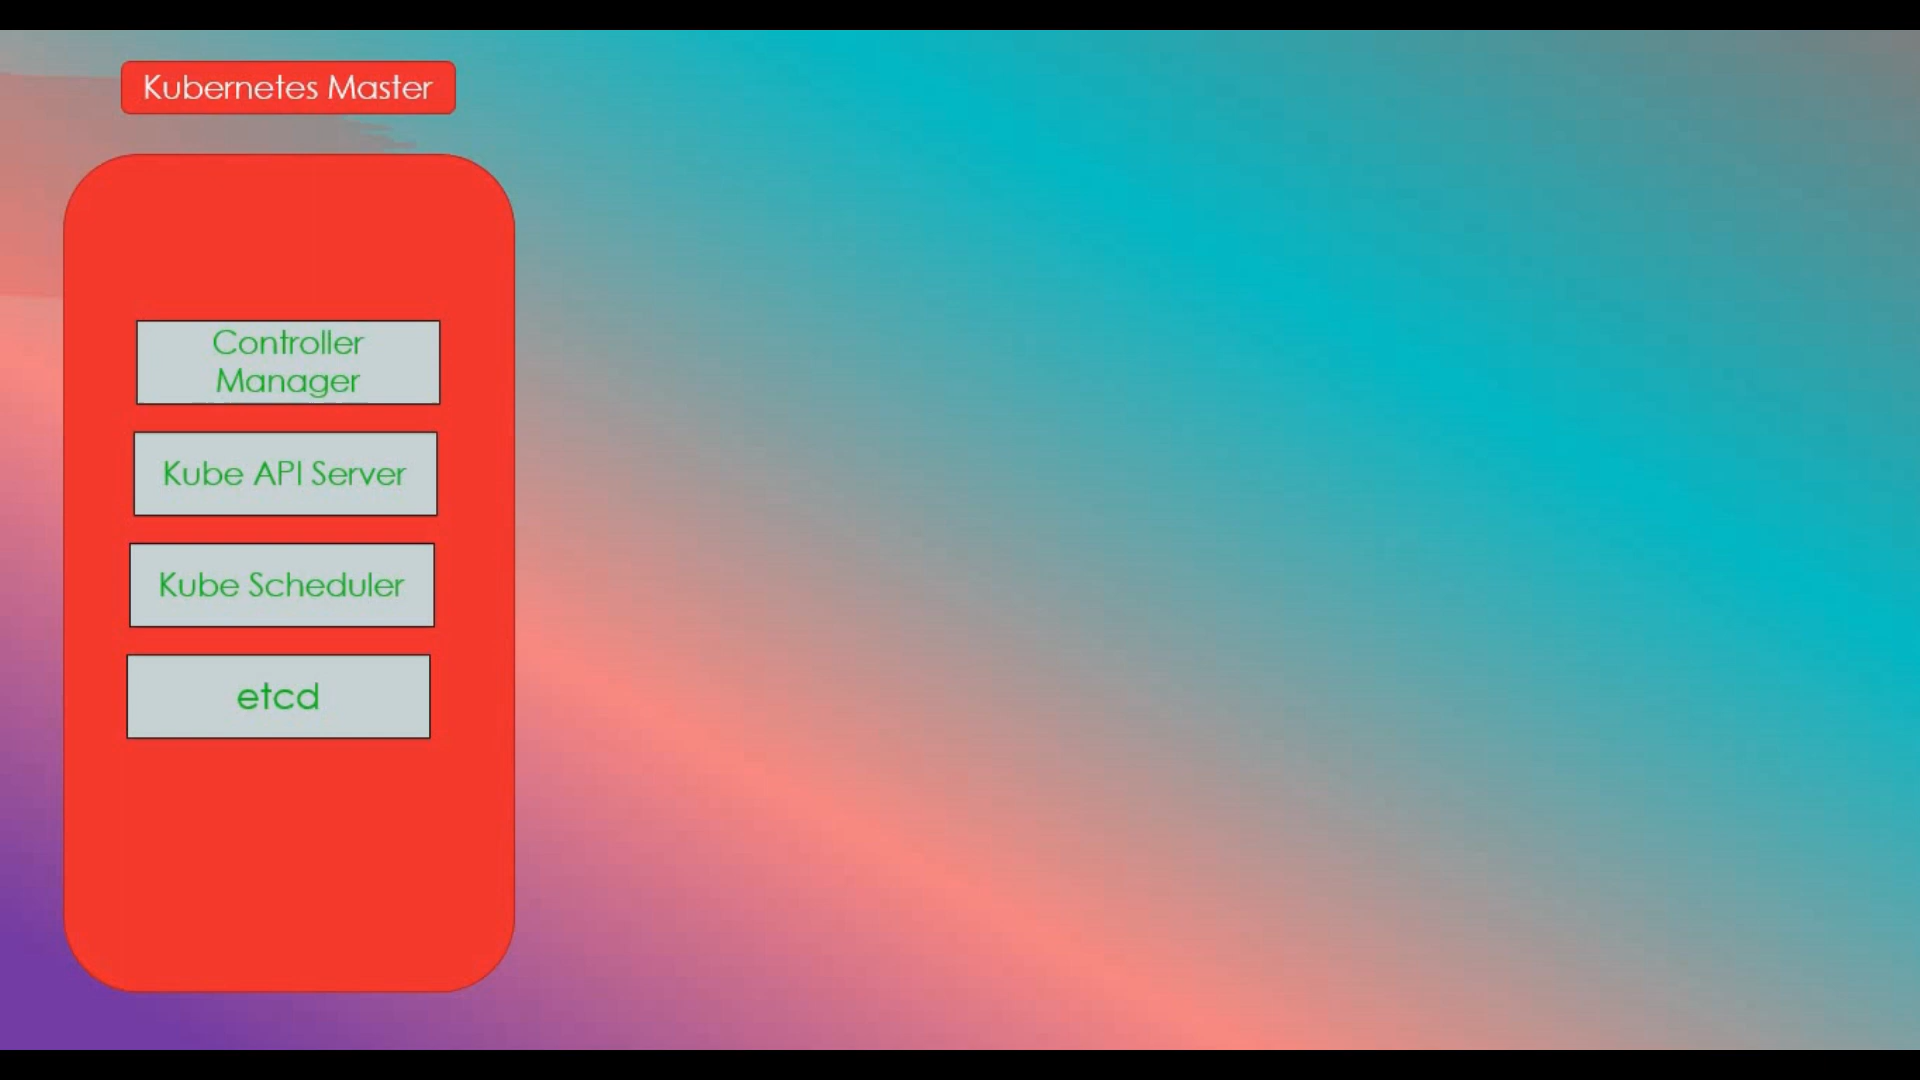 Kubernetes Master
Controller
Manager
Kube API Server
Kube Scheduler
etcd